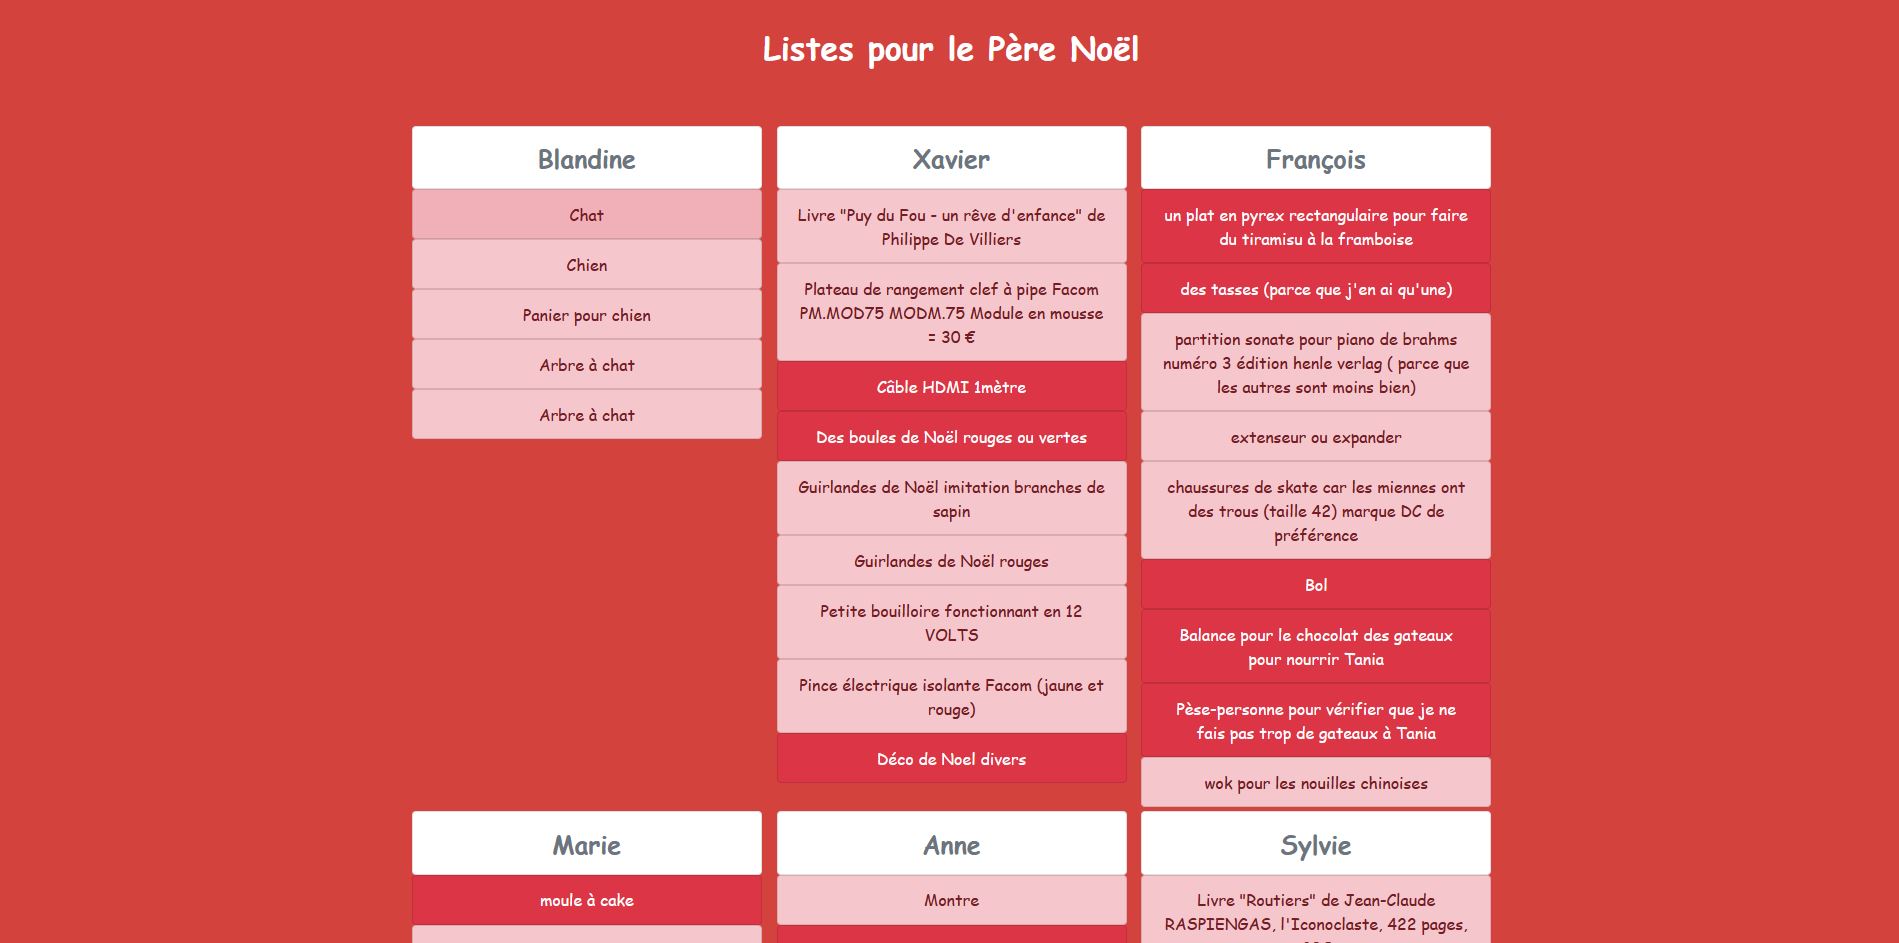 Listes pour le Père Noël
Blandine
Chat
Chien
Panier pour chien
Arbre à chat
Arbre à chat
Xavier
Livre "Puy du Fou - un rêve d'enfance" de
Philippe De Villiers
Plateau de rangement clef à pipe Facom
PM.MOD75 MODM.75 Module en mousse
= 30 €
Câble HDMI 1mètre
Des boules de Noël rouges ou vertes
Guirlandes de Noël imitation branches de
sapin
Guirlandes de Noël rouges
Petite bouilloire fonctionnant en 12
VOLTS
Pince électrique isolante Facom (jaune et
rouge)
Déco de Noel divers
François
un plat en pyrex rectangulaire pour faire
du tiramisu à la framboise
des tasses (parce que j'en ai qu'une)
partition sonate pour piano de brahms
numéro 3 édition henle verlag ( parce que
les autres sont moins bien)
extenseur ou expander
chaussures de skate car les miennes ont
des trous (taille 42) marque DC de
préférence
Bol
Balance pour le chocolat des gateaux
pour nourrir Tania
Pèse-personne pour vérifier que je ne
fais pas trop de gateaux à Tania
wok pour les nouilles chinoises
Marie
moule à cake
Anne
Montre
Sylvie
Livre "Routiers" de Jean-Claude
RASPIENGAS, l'Iconoclaste, 422 pages,